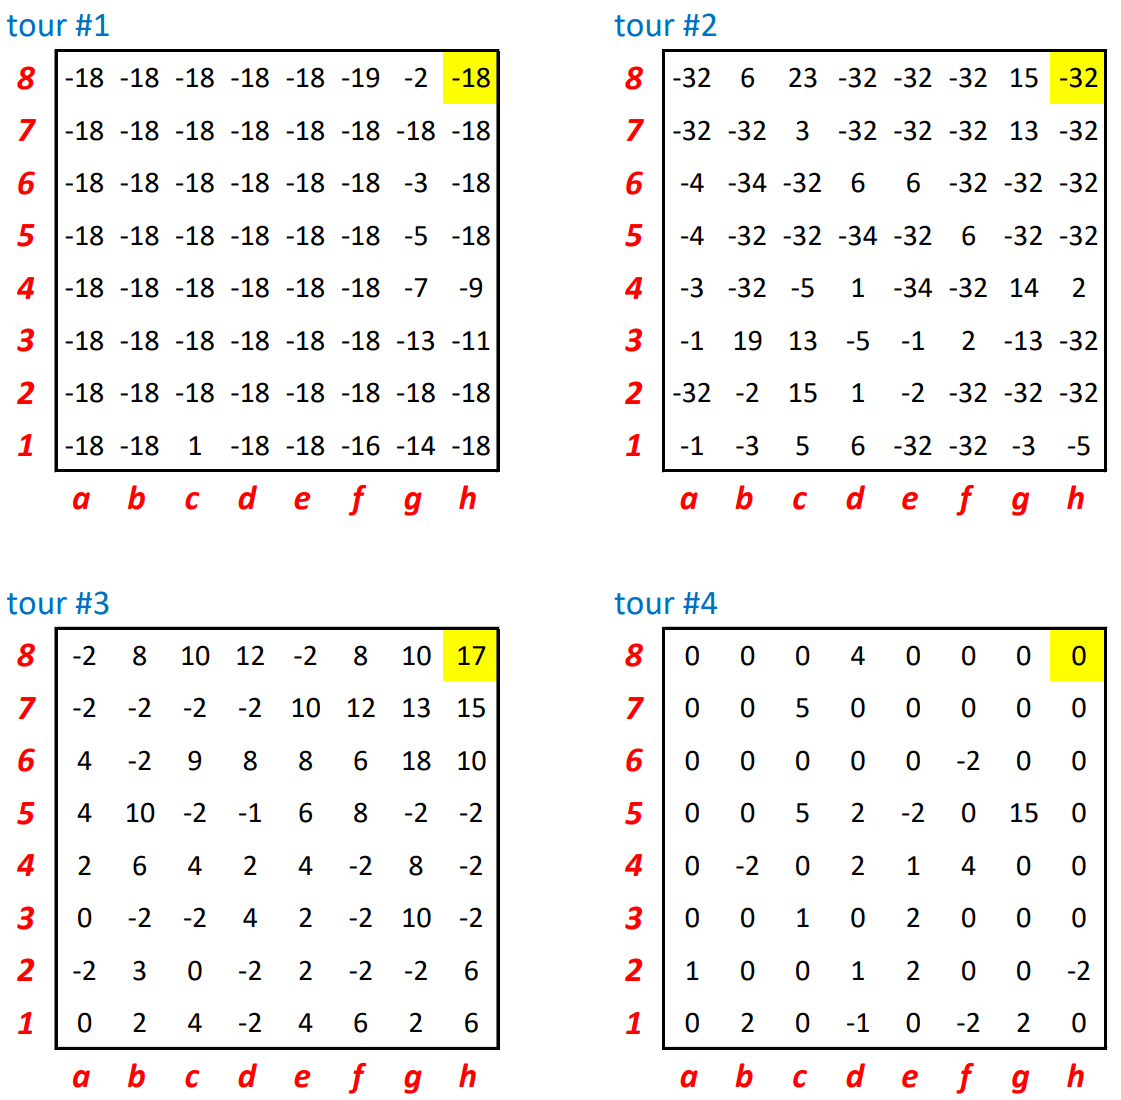 tour #1
8 -18 -18 -18 -18 -18 -19 -2 -18
7 -18 -18 -18 -18 -18 -18 -18 -18
6 -18 -18 -18 -18 -18 -18 -3 -18
5 -18 -18 -18 -18 -18 -18 -5 -18
4 -18 -18 -18 -18 -18 -18 -7 -9
3 -18 -18 -18 -18 -18 -18 -13 -11
2 -18 -18 -18 -18 -18 -18 -18 -18
1 -18 -18 1 -18 -18 -16 -14 -18
a b c d e f g h
tour #2
8 -32 6 23 -32 -32 -32 15 -32
7 -32 -32 3 -32 -32 -32 13 -32
6 -4 -34 -32 6 6 -32 -32 -32
5 -4 -32 -32 -34 -32 6 -32 -32
4 -3 -32 -5 1 -34 -32 14 2
3 -1 19 13 -5 -1 2 -13 -32
2 -32 -2 15 1 -2 -32 -32 -32
1 -1 -3 5 6 -32 -32 -3 -5
a b c d e f g h
tour #3
8 -2 8 10 12 -2 8 10 17
7 -2 -2 -2 -2 10 12 13 15
6 4 -2 9 8 8 6 18 10
5 4 10 -2 -1 6 8 -2 -2
4 2 6 4 2 4 -2 8 -2
3 0 -2 -2 4 2 -2 10 -2
2 -2 3 0 -2 2 -2 -2 6
1 0 2 4 -2 4 6 2 6
a b c d e f g h
tour #4
8 0 0 0 4 0 0 0 0
7 0 0 5 0 0 0 0 0
6 0 0 0 0 0 -2 0 0
5 0 0 5 2 -2 0 15 0
4 0 -2 0 2 1 4 0 0
3 0 0 1 0 2 0 0 0
2 1 0 0 1 2 0 0 -2
1 0 2 0 -1 0 -2 2 0
a b c d e f g h